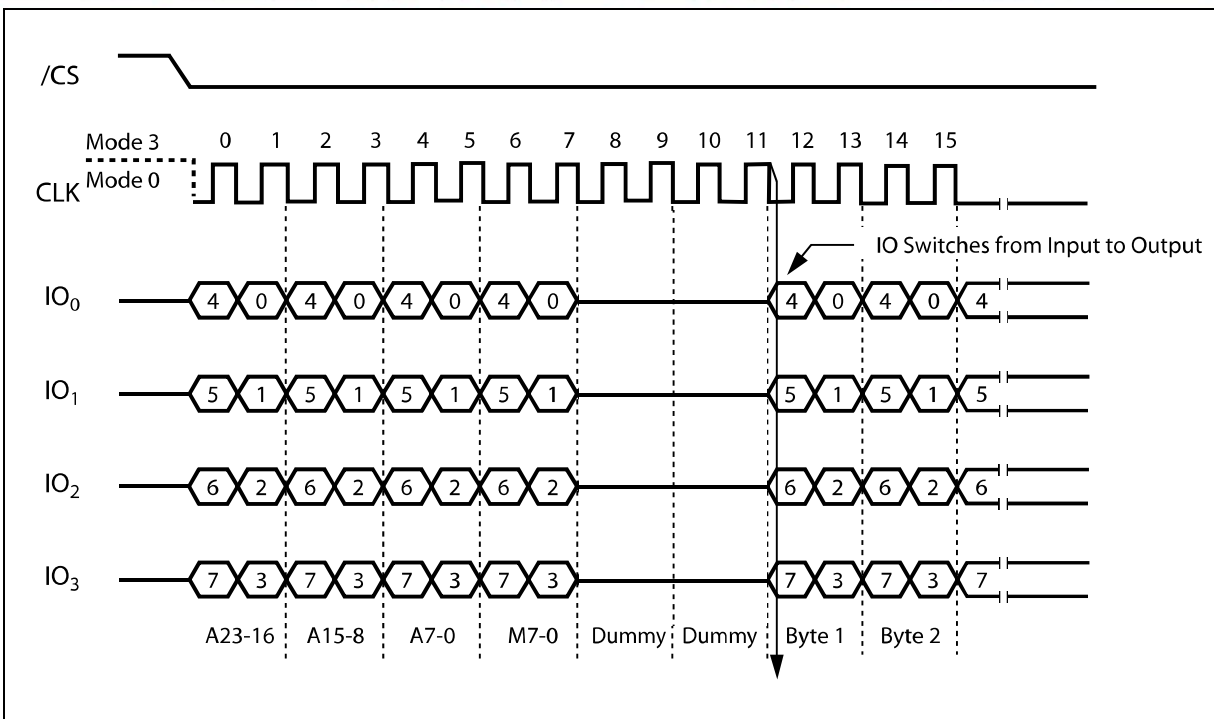 /CS
Mode 3
0 1 2 3 4 5 6 7 8 9 10 11 12 13 14 15
Mode 0
CLK
IO Switches from Input to Output
IO0 4 0 4 0 4 0 4 0 4 0 4 0 4
IO1 5 1 5 1 5 1 5 1 5 1 5 1 5
IO2 6 2 6 2 6 2 6 2 6 2 6 2 6
IO3 7 3 7 3 7 3 7 3 7 3 7 3 7
A23-16 A15-8 A7-0 M7-0 Dummy Dummy Byte 1 Byte 2